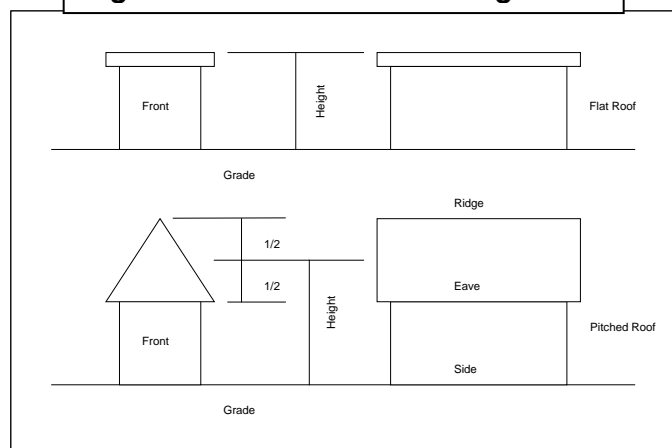 Front
Height
Flat Roof
Grade
Ridge
1/2
1/2
Eave
Height
Front
Pitched Roof
Side
Grade